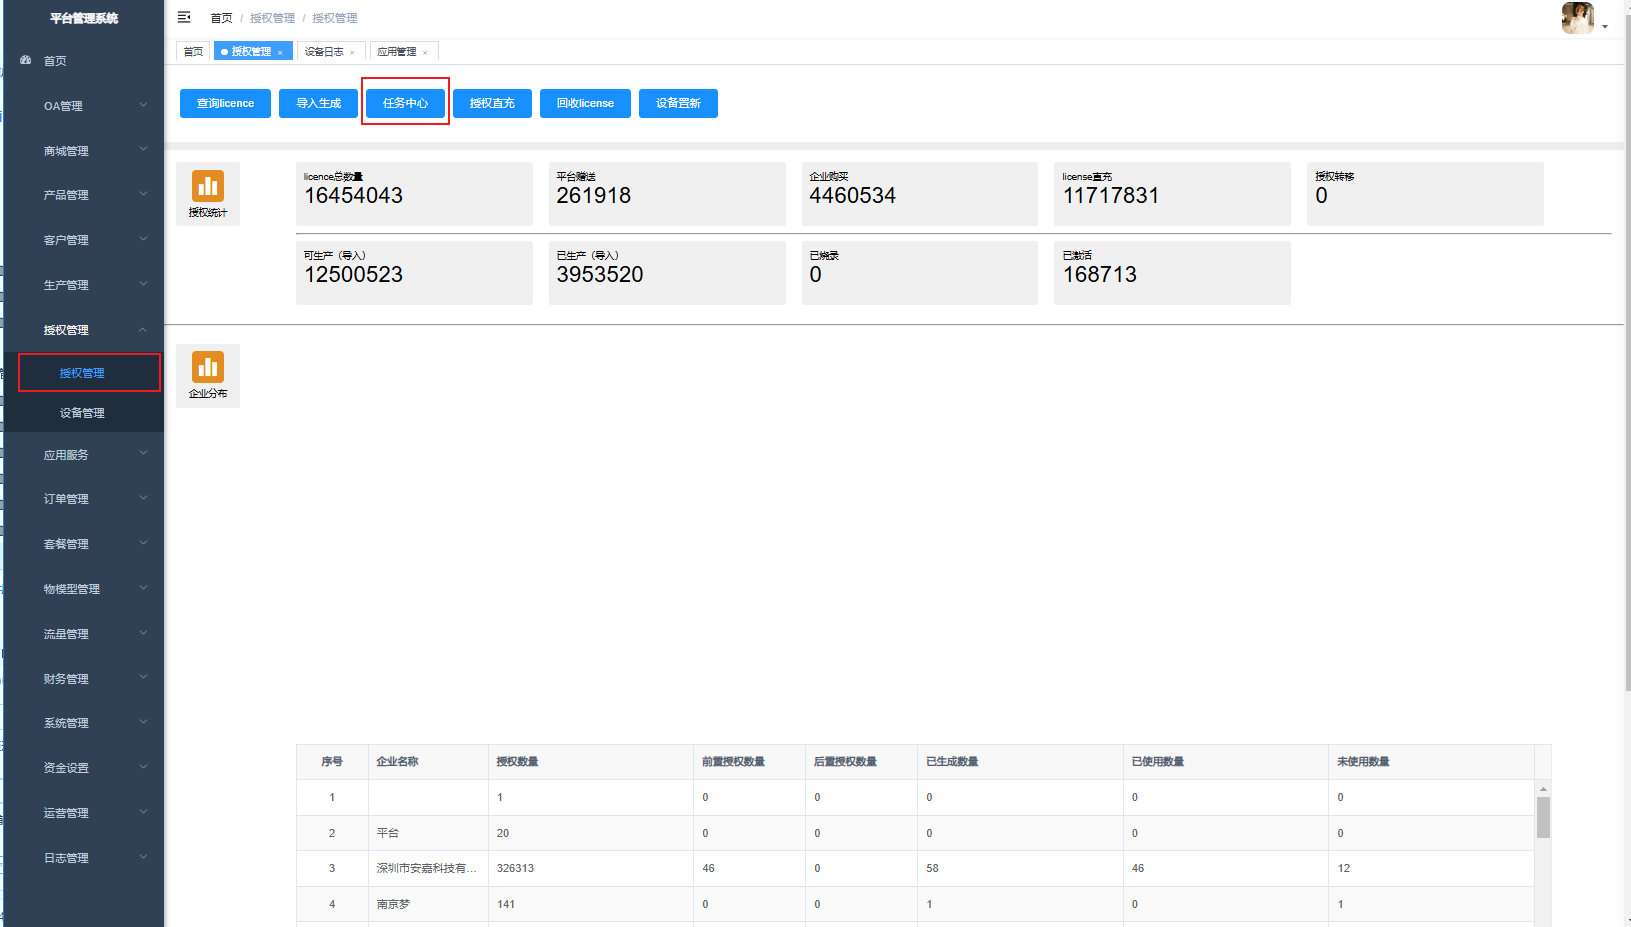 平台管理系统
首页 / 授权管理 / 授权管理
首页
授权管理 ×
设备日志 ×
应用管理 ×
首页
OA管理
商城管理
产品管理
客户管理
生产管理
授权管理
授权管理
设备管理
应用服务
订单管理
套餐管理
物模型管理
流量管理
财务管理
系统管理
资金设置
运营管理
日志管理
查询licence 导入生成 任务中心 授权直充 回收license 设备置新
授权统计
licence总数量
16454043
平台赠送
261918
企业购买
4460534
license直充
11717831
授权转移
0
可生产（导入）
12500523
已生产（导入）
3953520
已烧录
0
已激活
168713
企业分布
序号 企业名称 授权数量 前置授权数量 后置授权数量 已生成数量 已使用数量 未使用数量
1 1 0 0 0 0 0
2 平台 20 0 0 0 0 0
3 深圳市安嘉科技有... 326313 46 0 58 46 12
4 南京梦 141 0 0 1 0 1